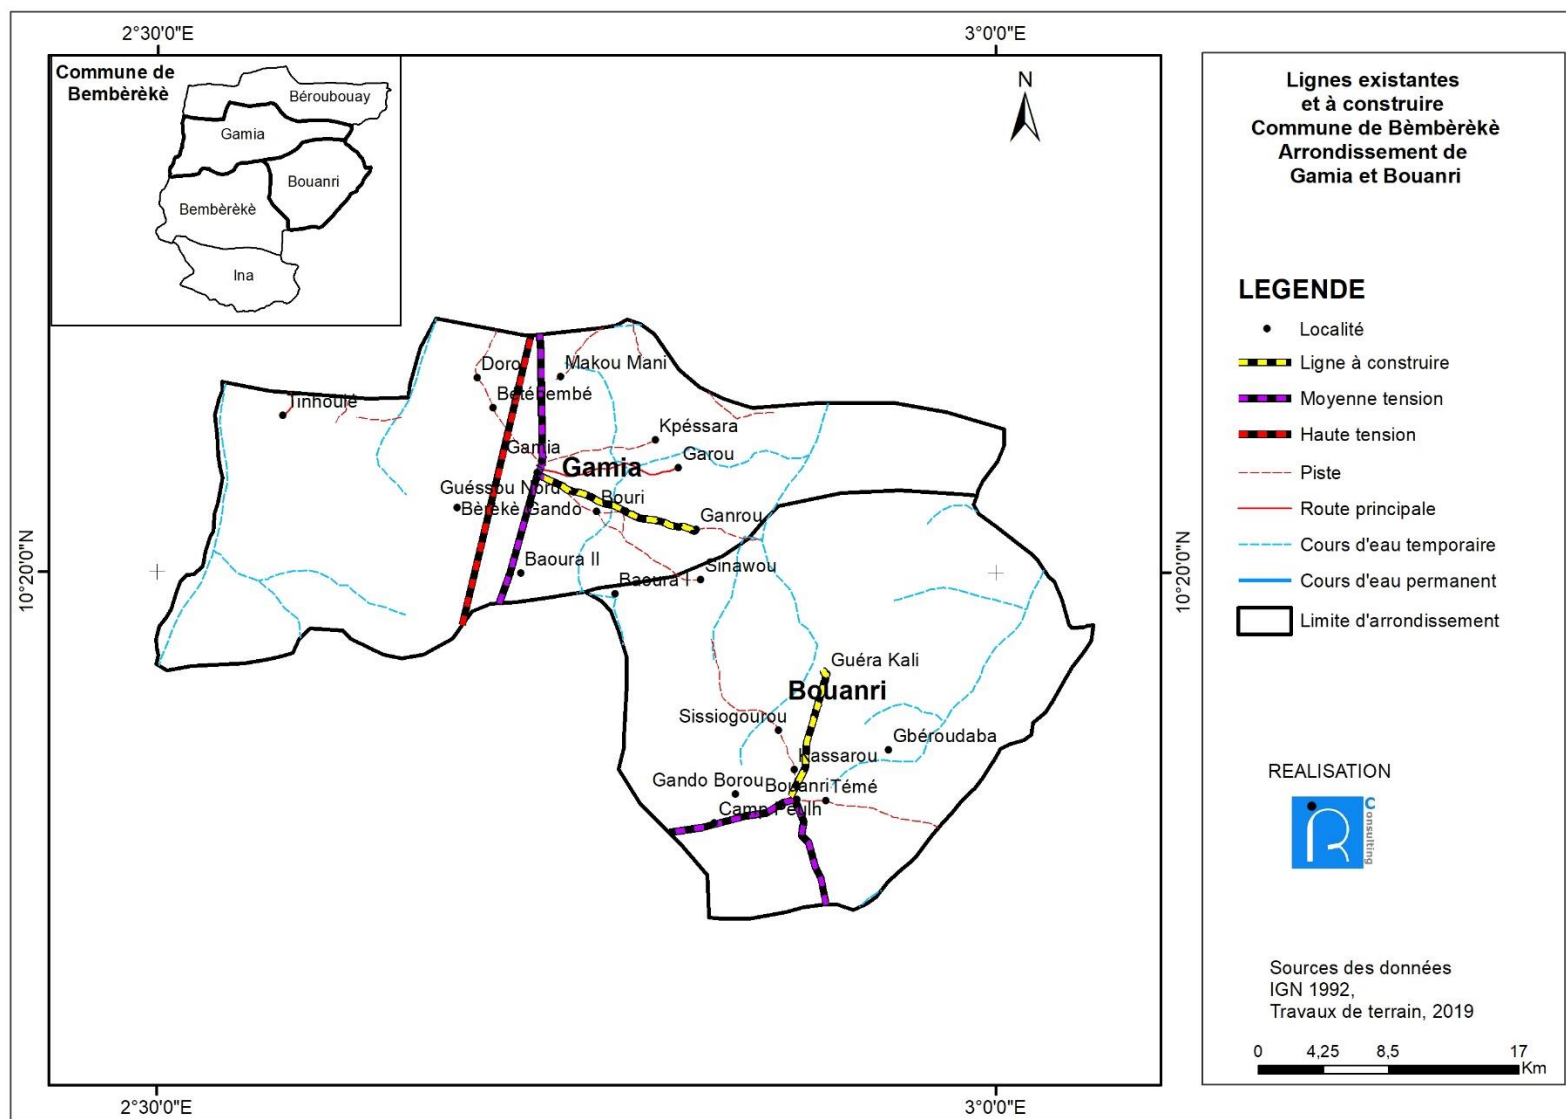 2°30'0"E
3°0'0"E
Commune de
Bembèrèkè
Béroubouay
Gamia
Bouanri
Bembèrèkè
Ina
N
10°20'0"N
10°20'0"N
Doro
Makou Mani
Tinhoulé
Bétébembé
Kpéssara
Gamia
Garou
Gamia
Guéssou Nord
Bouri
Bèrèkè Gando
Ganrou
Baoura II
Sinawou
Baoura I
Guéra Kali
Bouanri
Sissiogourou
Gbéroudaba
Kassarou
Gando Borou
Bouanri
Témé
Camp Peulh
2°30'0"E
3°0'0"E
Lignes existantes
et à construire
Commune de Bèmbèrèkè
Arrondissement de
Gamia et Bouanri
LEGENDE
Localité
Ligne à construire
Moyenne tension
Haute tension
Piste
Route principale
Cours d'eau temporaire
Cours d'eau permanent
Limite d'arrondissement
REALISATION
R
Consulting
Sources des données
IGN 1992,
Travaux de terrain, 2019
0 4,25 8,5 17
Km